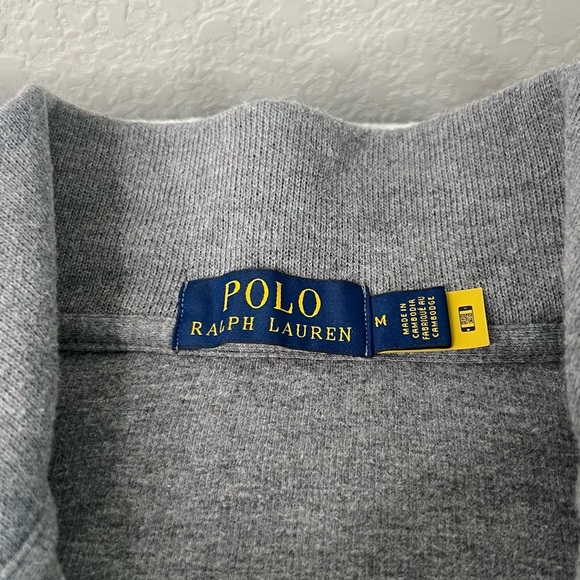 POLO
RALPH LAUREN
M
MADE IN
CAMBODIA
FABRIQUÉ AU
CAMBODGE